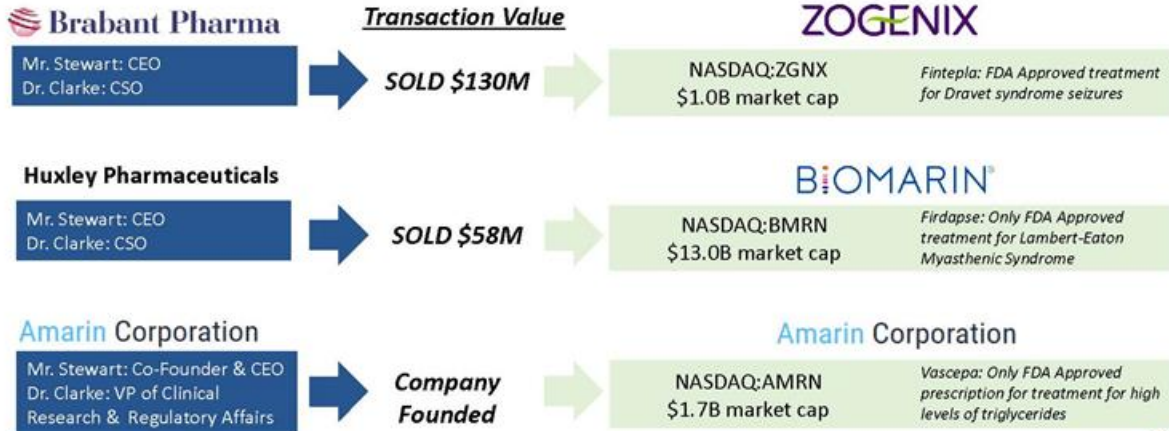 Brabant Pharma
Transaction Value
ZOGENIX
Mr. Stewart: CEO
Dr. Clarke: CSO
SOLD $130M
NASDAQ:ZGNX
$1.0B market cap
Fintepla: FDA Approved treatment
for Dravet syndrome seizures
Huxley Pharmaceuticals
BIOMARIN®
Mr. Stewart: CEO
Dr. Clarke: CSO
SOLD $58M
NASDAQ:BMRN
$13.0B market cap
Firdapse: Only FDA Approved
treatment for Lambert-Eaton
Myasthenic Syndrome
Amarin Corporation
Amarin Corporation
Mr. Stewart: Co-Founder & CEO
Dr. Clarke: VP of Clinical
Research & Regulatory Affairs
Company
Founded
NASDAQ:AMRN
$1.7B market cap
Vascepa: Only FDA Approved
prescription for treatment for high
levels of triglycerides